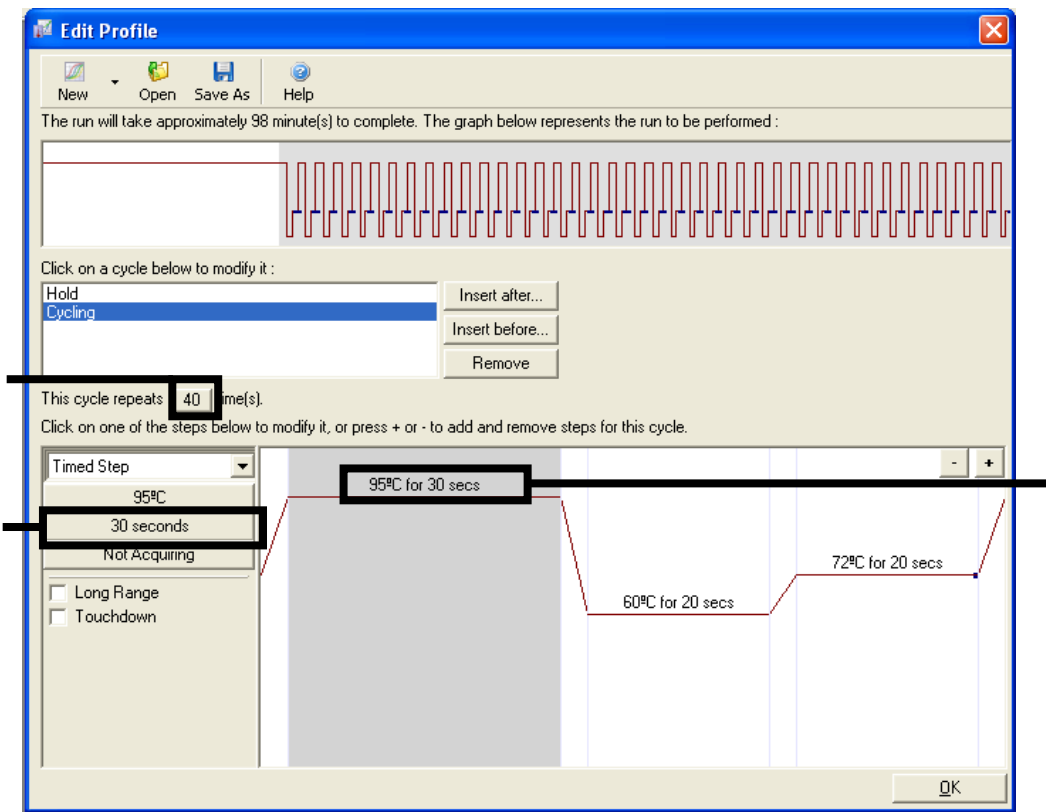 Edit Profile
New Open Save As Help
The run will take approximately 98 minute(s) to complete. The graph below represents the run to be performed :
Click on a cycle below to modify it :
Hold
Cycling
Insert after...
Insert before...
Remove
This cycle repeats 40 ime(s).
Click on one of the steps below to modify it, or press + or - to add and remove steps for this cycle.
Timed Step
95ºC
30 seconds
Not Acquiring
Long Range
Touchdown
95ºC for 30 secs
60ºC for 20 secs
72ºC for 20 secs
- +
OK